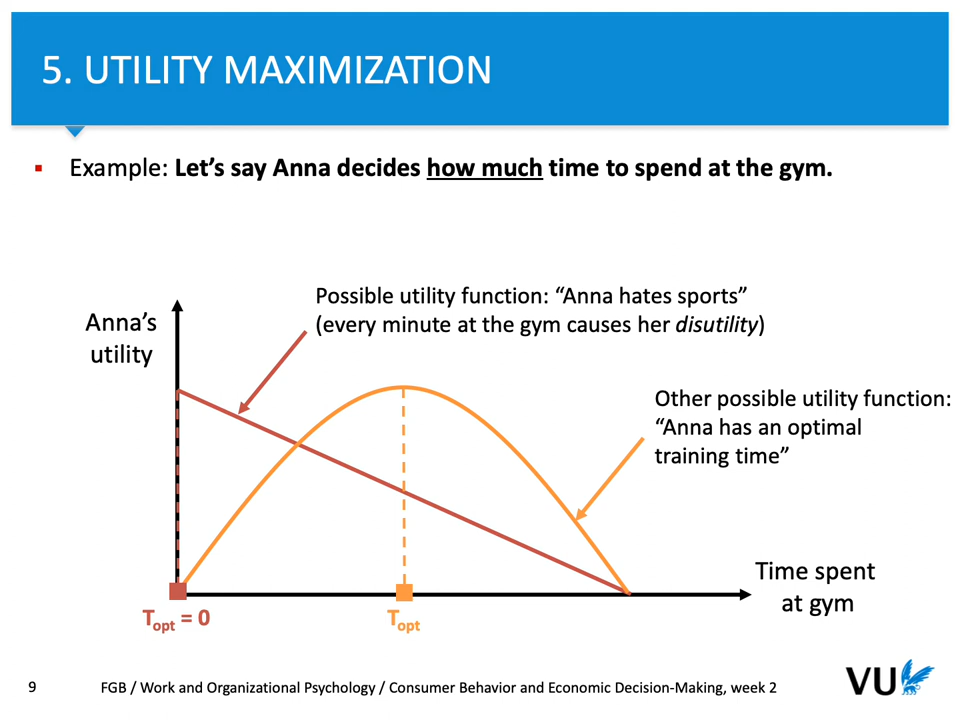 5. UTILITY MAXIMIZATION
Example: Let’s say Anna decides how much time to spend at the gym.
Possible utility function: “Anna hates sports”
(every minute at the gym causes her disutility)
Anna’s
utility
Other possible utility function:
“Anna has an optimal
training time”
Time spent
at gym
Topt = 0
Topt
9
FGB / Work and Organizational Psychology / Consumer Behavior and Economic Decision-Making, week 2
VU